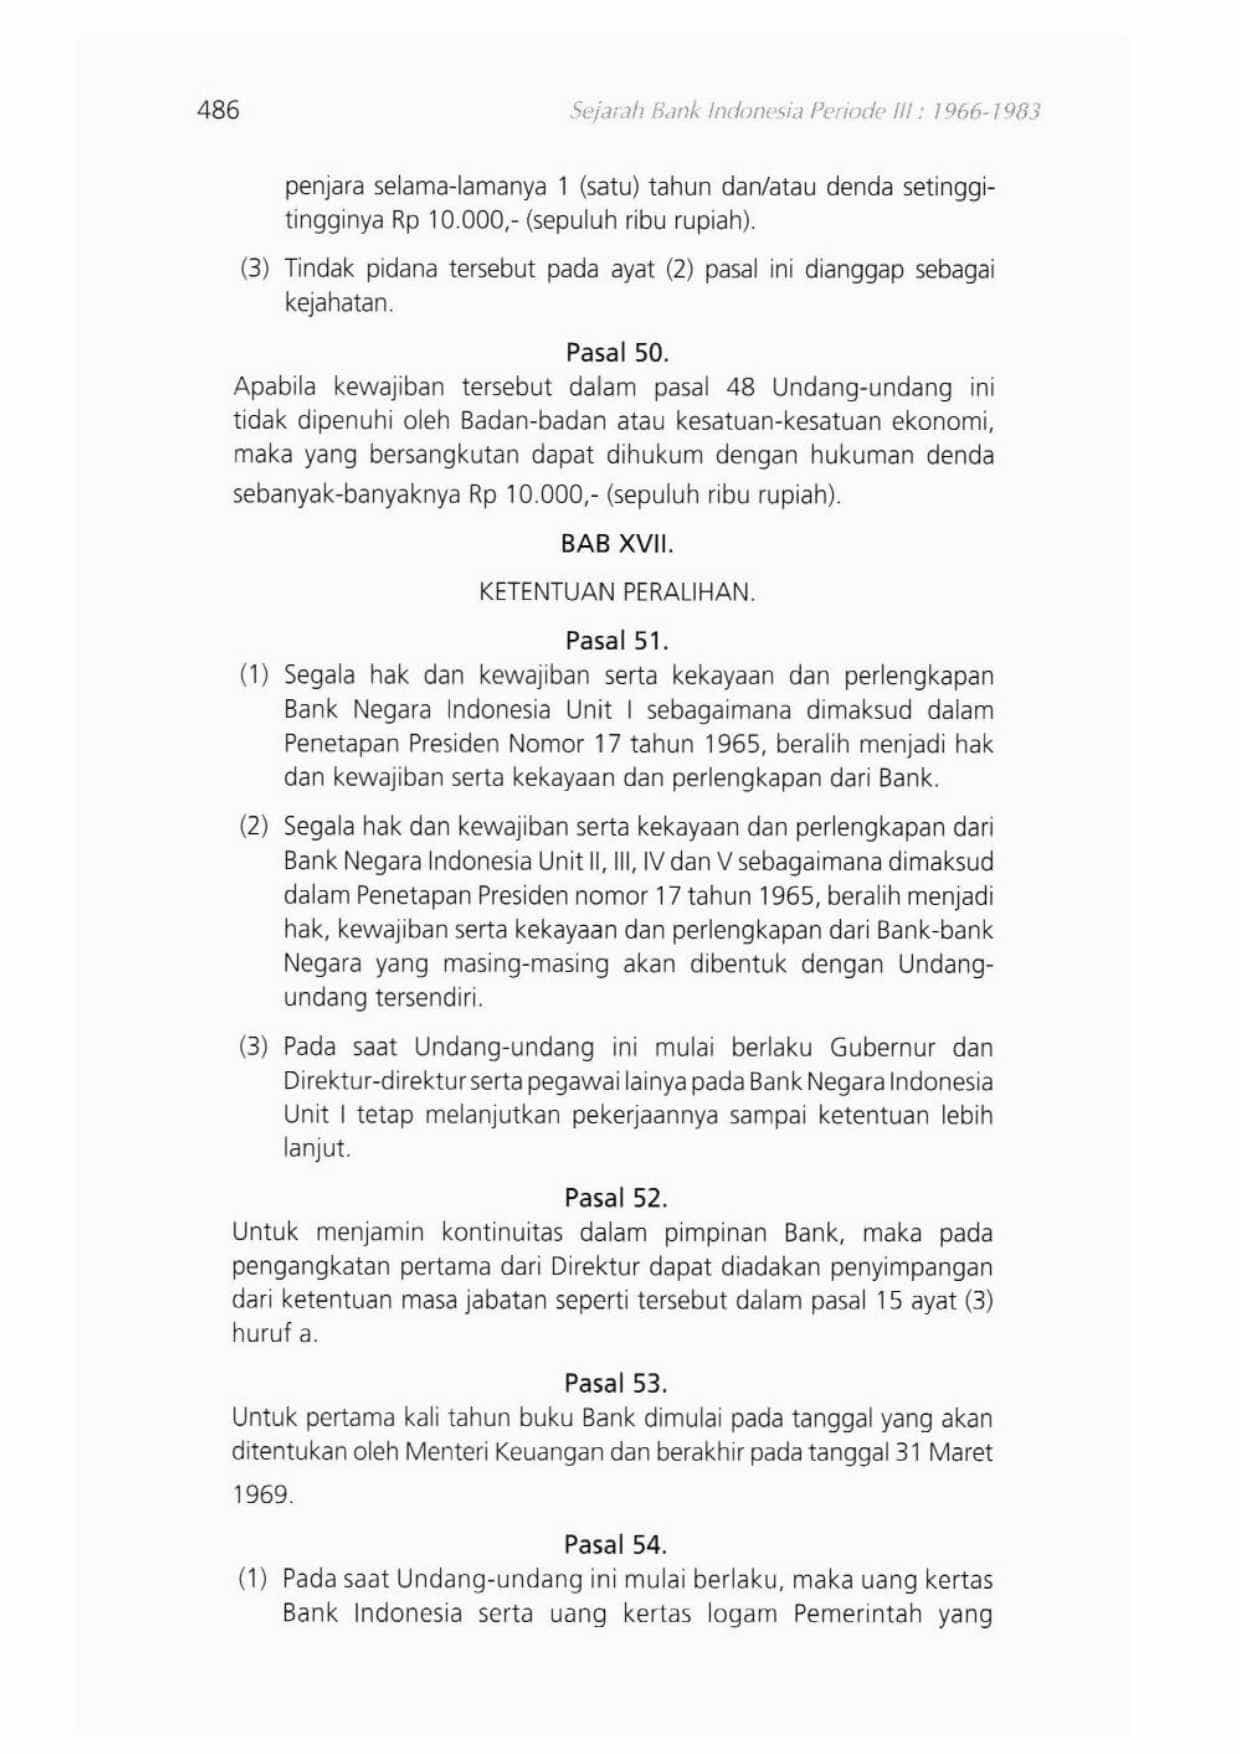 486
Sejarah Bank Indonesia Periode III : 1966-1983
penjara selama-lamanya 1 (satu) tahun dan/atau denda setinggi-
tingginya Rp 10.000,- (sepuluh ribu rupiah).
(3) Tindak pidana tersebut pada ayat (2) pasal ini dianggap sebagai
kejahatan.
Pasal 50.
Apabila kewajiban tersebut dalam pasal 48 Undang-undang ini
tidak dipenuhi oleh Badan-badan atau kesatuan-kesatuan ekonomi,
maka yang bersangkutan dapat dihukum dengan hukuman denda
sebanyak-banyaknya Rp 10.000,- (sepuluh ribu rupiah).
BAB XVII.
KETENTUAN PERALIHAN.
Pasal 51.
(1) Segala hak dan kewajiban serta kekayaan dan perlengkapan
Bank Negara Indonesia Unit I sebagaimana dimaksud dalam
Penetapan Presiden Nomor 17 tahun 1965, beralih menjadi hak
dan kewajiban serta kekayaan dan perlengkapan dari Bank.
(2) Segala hak dan kewajiban serta kekayaan dan perlengkapan dari
Bank Negara Indonesia Unit II, III, IV dan V sebagaimana dimaksud
dalam Penetapan Presiden nomor 17 tahun 1965, beralih menjadi
hak, kewajiban serta kekayaan dan perlengkapan dari Bank-bank
Negara yang masing-masing akan dibentuk dengan Undang-
undang tersendiri.
(3) Pada saat Undang-undang ini mulai berlaku Gubernur dan
Direktur-direktur serta pegawai lainya pada Bank Negara Indonesia
Unit I tetap melanjutkan pekerjaannya sampai ketentuan lebih
lanjut.
Pasal 52.
Untuk menjamin kontinuitas dalam pimpinan Bank, maka pada
pengangkatan pertama dari Direktur dapat diadakan penyimpangan
dari ketentuan masa jabatan seperti tersebut dalam pasal 15 ayat (3)
huruf a.
Pasal 53.
Untuk pertama kali tahun buku Bank dimulai pada tanggal yang akan
ditentukan oleh Menteri Keuangan dan berakhir pada tanggal 31 Maret
1969.
Pasal 54.
(1) Pada saat Undang-undang ini mulai berlaku, maka uang kertas
Bank Indonesia serta uang kertas logam Pemerintah yang